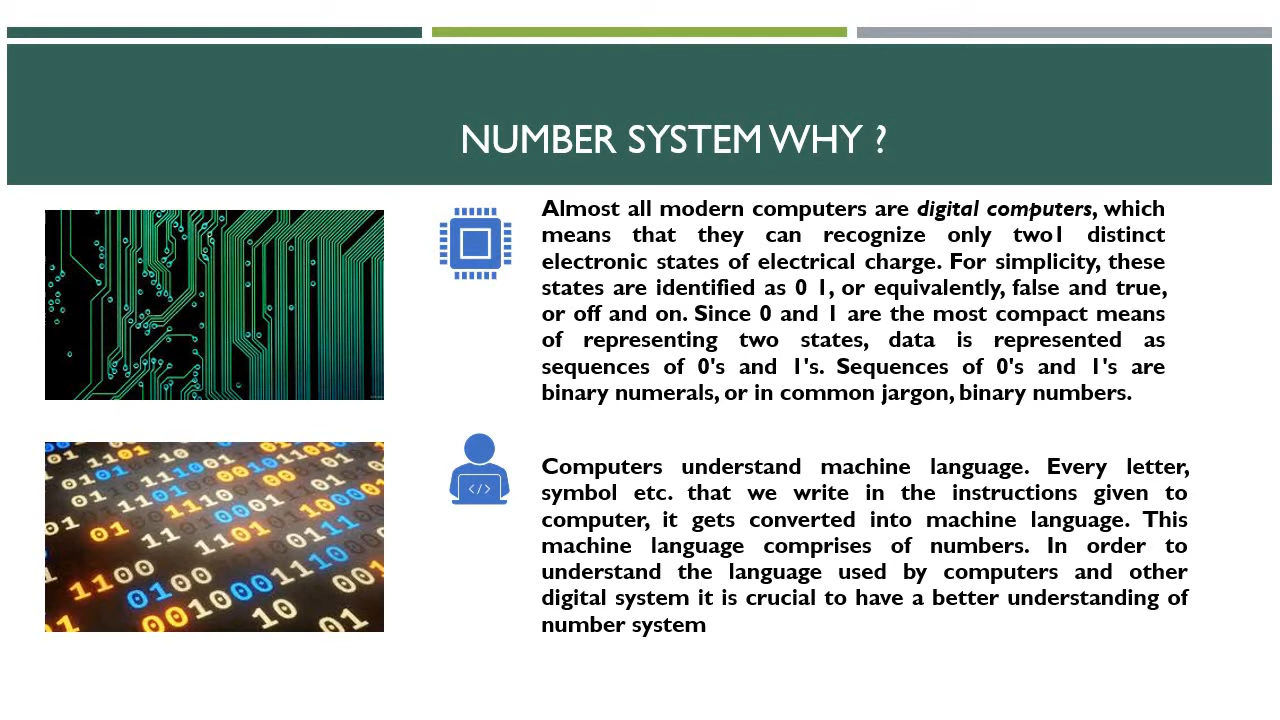 NUMBER SYSTEM WHY ?
Almost all modern computers are digital computers, which
means that they can recognize only two1 distinct
electronic states of electrical charge. For simplicity, these
states are identified as 0 1, or equivalently, false and true,
or off and on. Since 0 and 1 are the most compact means
of representing two states, data is represented as
sequences of 0's and 1's. Sequences of 0's and 1's are
binary numerals, or in common jargon, binary numbers.
Computers understand machine language. Every letter,
symbol etc. that we write in the instructions given to
computer, it gets converted into machine language. This
machine language comprises of numbers. In order to
understand the language used by computers and other
digital system it is crucial to have a better understanding of
number system